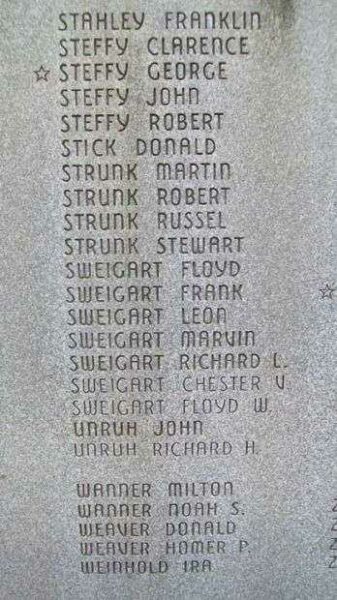 STAHLEY FRANKLIN
STEFFY CLARENCE
☆ STEFFY GEORGE
STEFFY JOHN
STEFFY ROBERT
STICK DONALD
STRUNK MARTIN
STRUNK ROBERT
STRUNK RUSSEL
STRUNK STEWART
SWEIGART FLOYD
SWEIGART FRANK
SWEIGART LEON
SWEIGART MARVIN
SWEIGART RICHARD L.
SWEIGART CHESTER V.
SWEIGART FLOYD W.
UNRUH JOHN
UNRUH RICHARD H.
WANNER MILTON
WANNER NOAH S.
WEAVER DONALD
WEAVER HOMER P.
WEINHOLD IRA